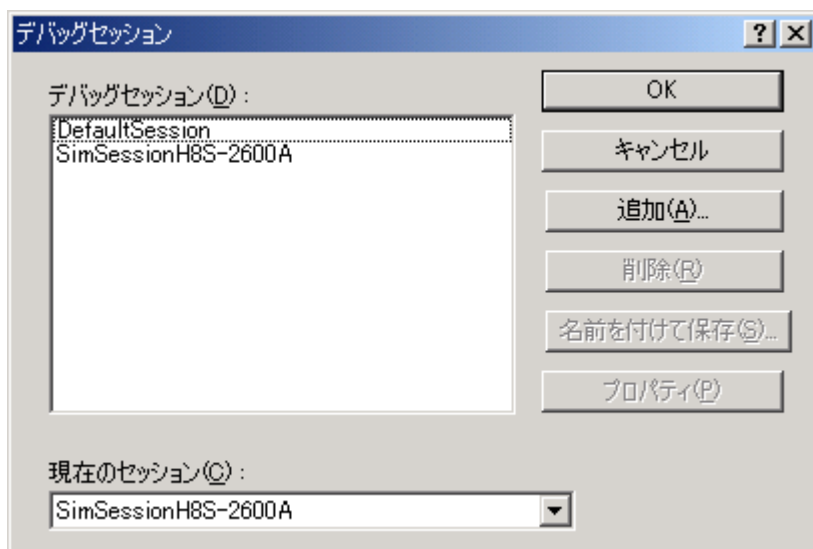 デバッグセッション
デバッグセッション(D) :
DefaultSession
SimSessionH8S-2600A
OK
キャンセル
追加(A)...
削除(R)
名前を付けて保存(S)...
プロパティ(P)
現在のセッション(C) :
SimSessionH8S-2600A